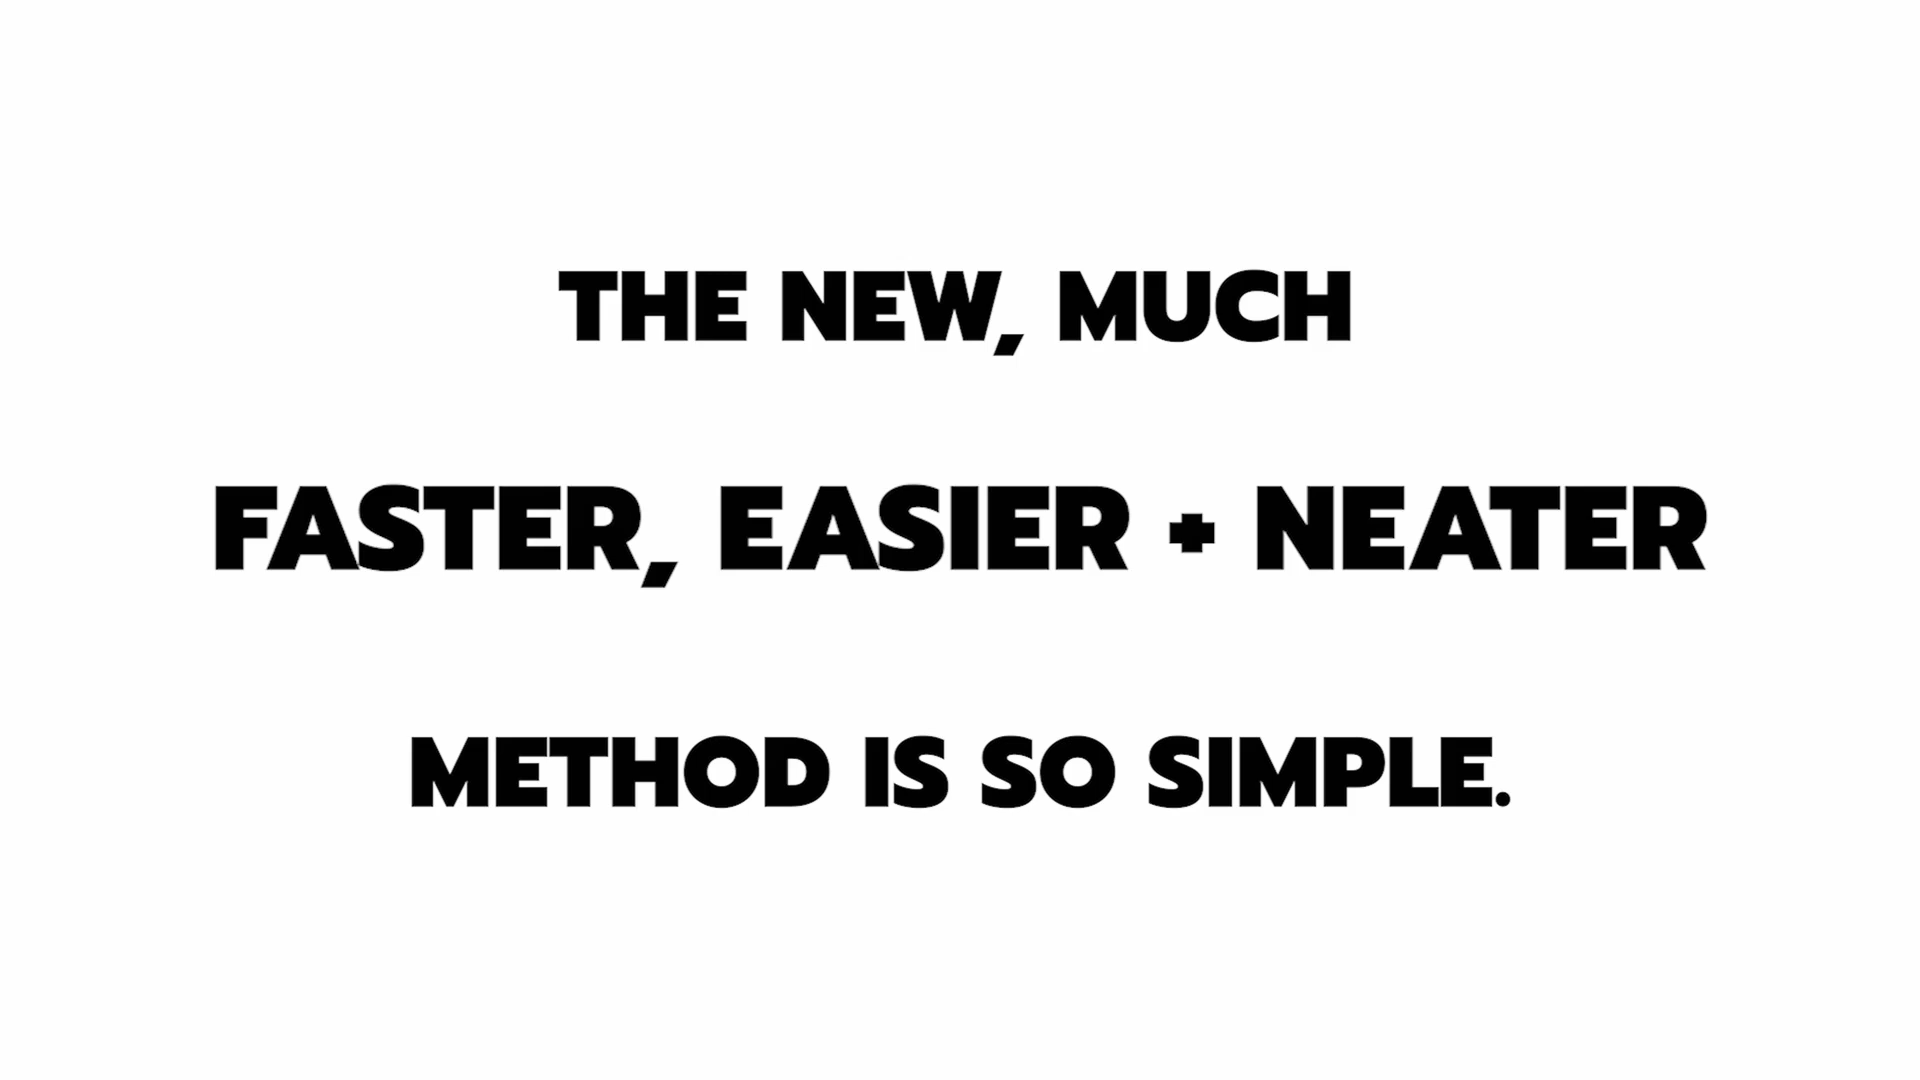 THE NEW, MUCH
FASTER, EASIER + NEATER
METHOD IS SO SIMPLE.